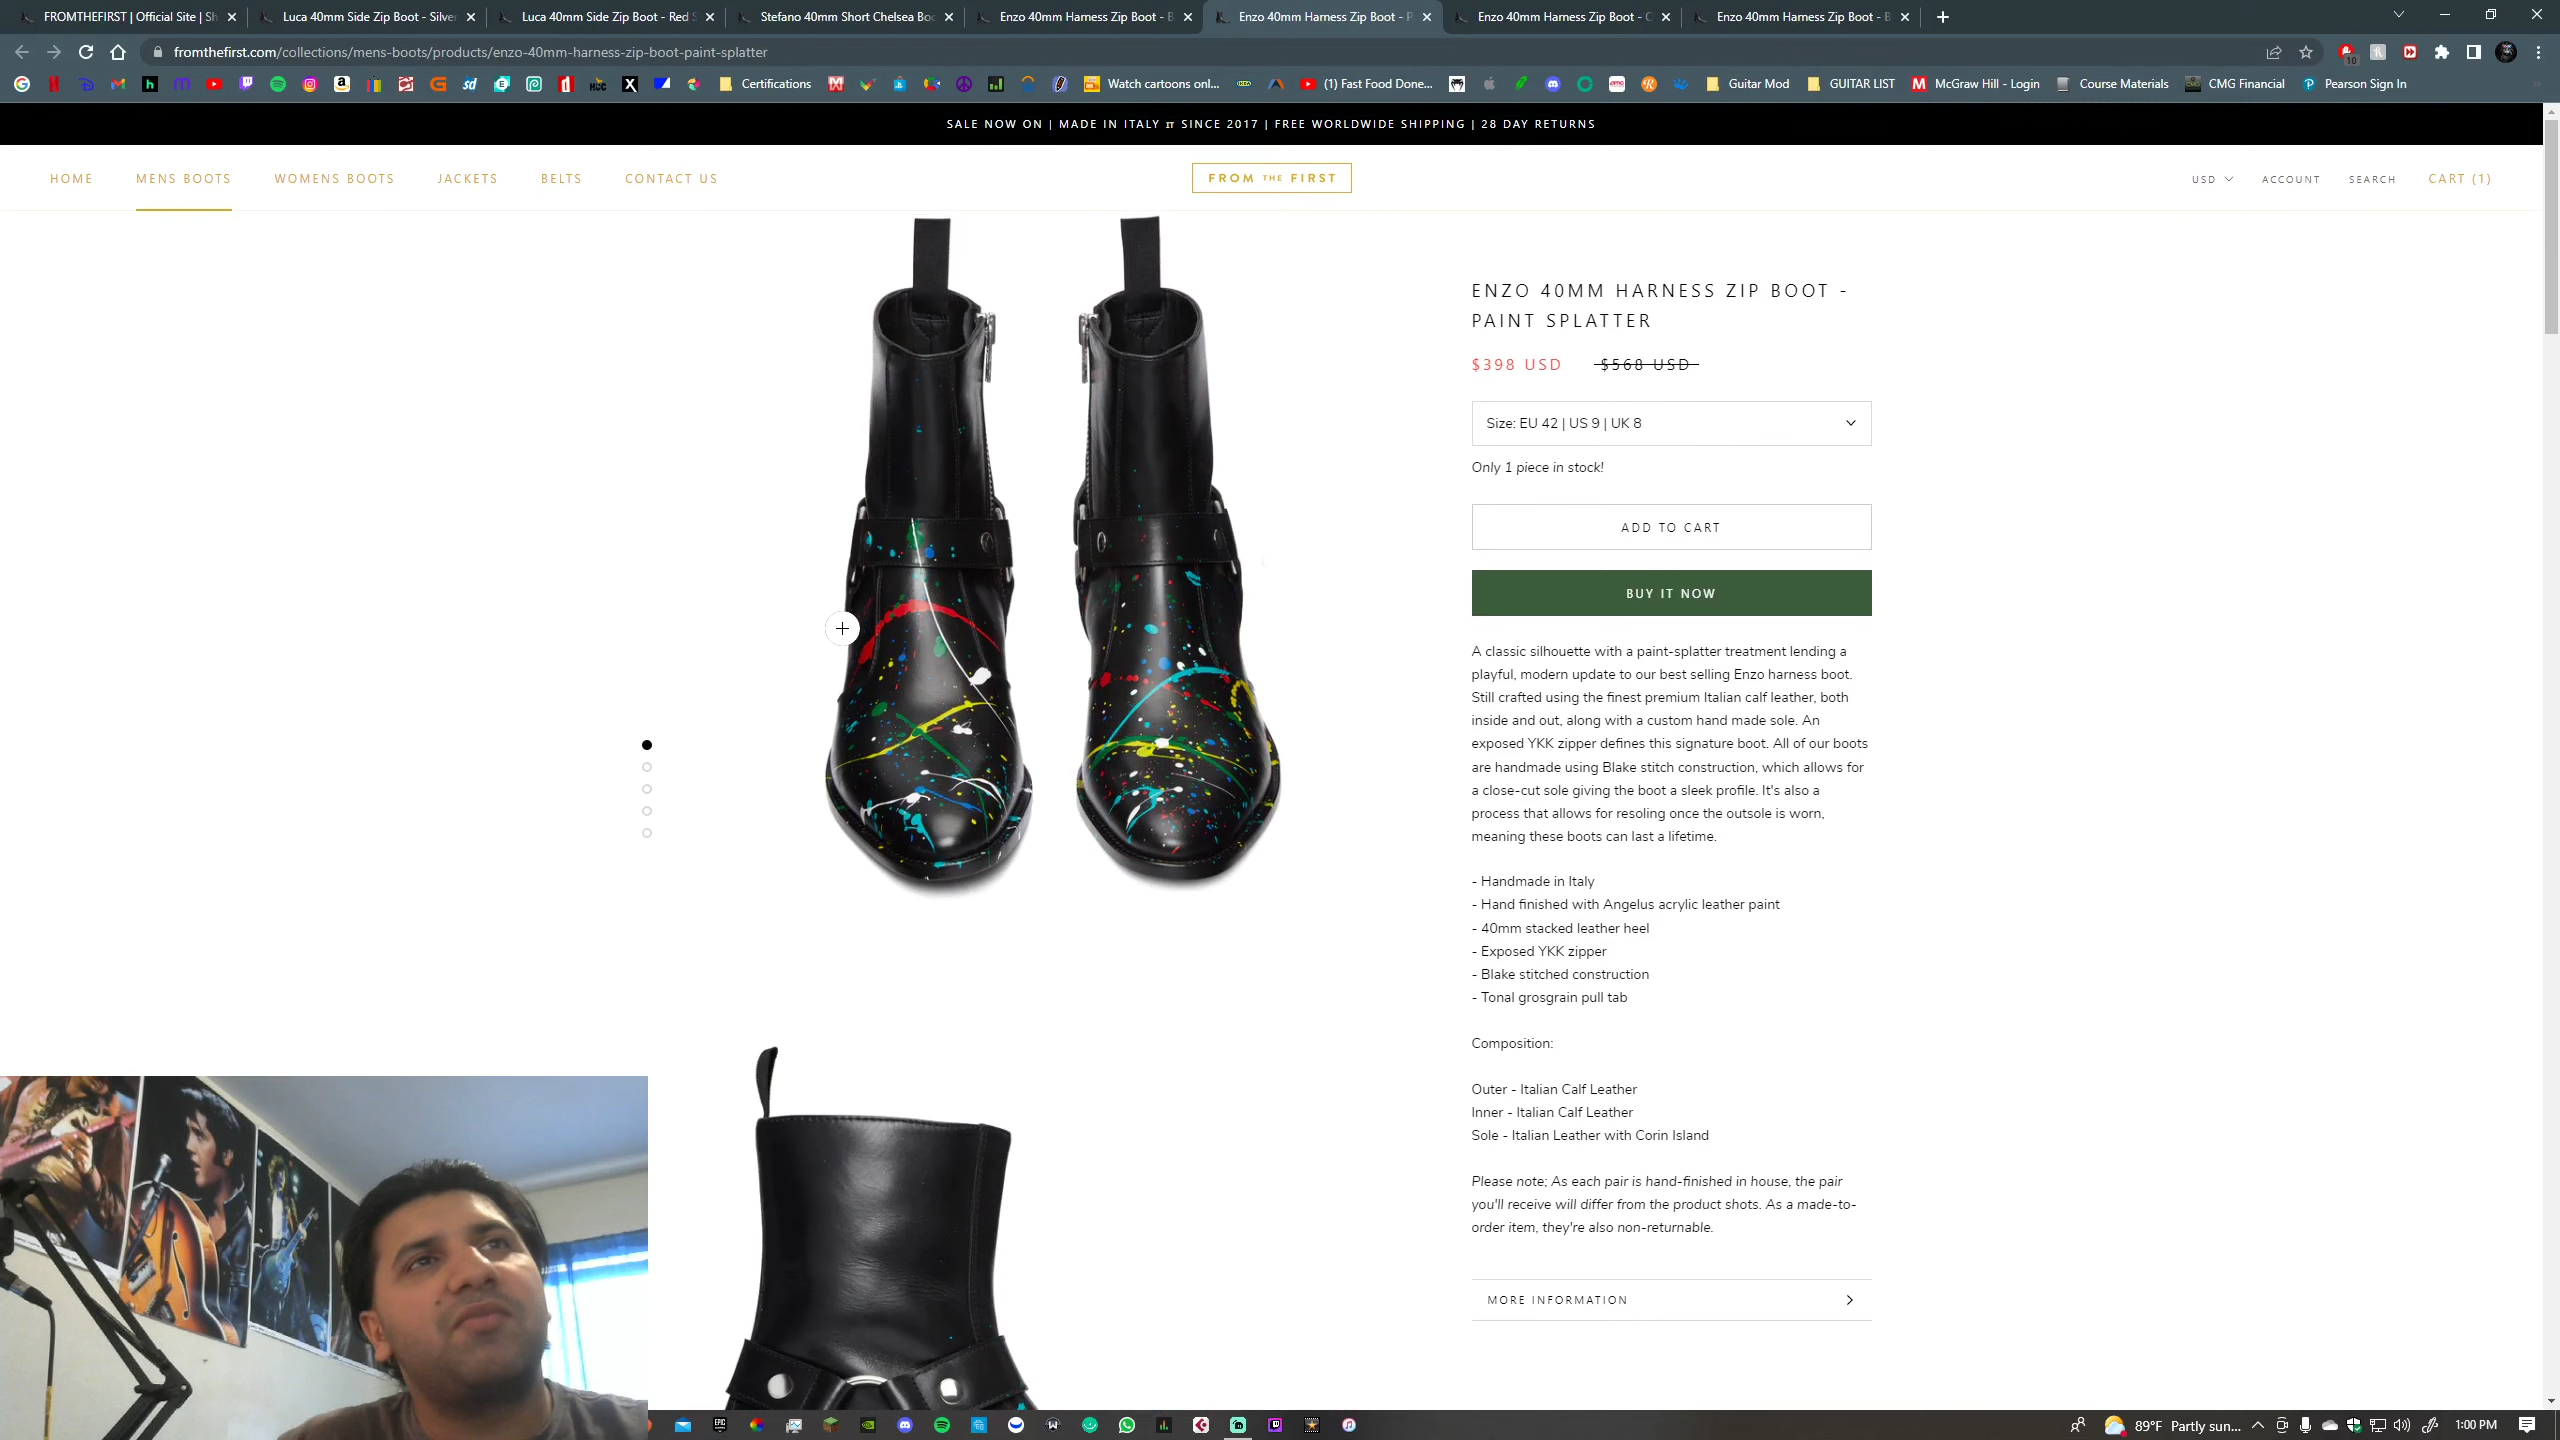 FROMTHEFIRST | Official Site | Sh
Luca 40mm Side Zip Boot - Silver
Luca 40mm Side Zip Boot - Red S
Stefano 40mm Short Chelsea Boo
Enzo 40mm Harness Zip Boot - B
Enzo 40mm Harness Zip Boot - P
Enzo 40mm Harness Zip Boot - C
Enzo 40mm Harness Zip Boot - B
fromthefirst.com/collections/mens-boots/products/enzo-40mm-harness-zip-boot-paint-splatter
Certifications
Watch cartoons onl...
(1) Fast Food Done...
Guitar Mod
GUITAR LIST
McGraw Hill - Login
Course Materials
CMG Financial
Pearson Sign In
SALE NOW ON | MADE IN ITALY IT SINCE 2017 | FREE WORLDWIDE SHIPPING | 28 DAY RETURNS
HOME
MENS BOOTS
WOMENS BOOTS
JACKETS
BELTS
CONTACT US
FROM THE FIRST
USD
ACCOUNT
SEARCH
CART (1)
ENZO 40MM HARNESS ZIP BOOT -
PAINT SPLATTER
$398 USD $568 USD
Size: EU 42 | US 9 | UK 8
Only 1 piece in stock!
ADD TO CART
BUY IT NOW
A classic silhouette with a paint-splatter treatment lending a
playful, modern update to our best selling Enzo harness boot.
Still crafted using the finest premium Italian calf leather, both
inside and out, along with a custom hand made sole. An
exposed YKK zipper defines this signature boot. All of our boots
are handmade using Blake stitch construction, which allows for
a close-cut sole giving the boot a sleek profile. It's also a
process that allows for resoling once the outsole is worn,
meaning these boots can last a lifetime.
- Handmade in Italy
- Hand finished with Angelus acrylic leather paint
- 40mm stacked leather heel
- Exposed YKK zipper
- Blake stitched construction
- Tonal grosgrain pull tab
Composition:
Outer - Italian Calf Leather
Inner - Italian Calf Leather
Sole - Italian Leather with Corin Island
Please note; As each pair is hand-finished in house, the pair
you'll receive will differ from the product shots. As a made-to-
order item, they're also non-returnable.
MORE INFORMATION
89°F Partly sun...
1:00 PM